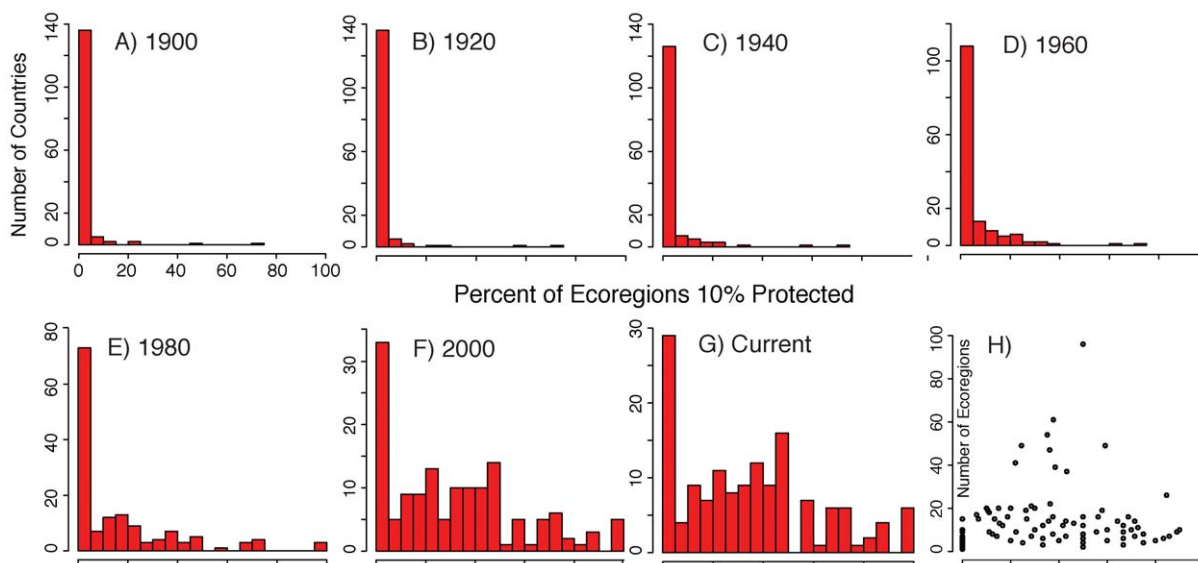 A) 1900
B) 1920
C) 1940
D) 1960
Number of Countries
0 20 60 100 140
0 20 60 100 140
0 20 60 100 140
0 20 60 100
0 20 40 60 80 100
Percent of Ecoregions 10% Protected
E) 1980
F) 2000
G) Current
H)
0 20 40 60 80
0 10 20 30
0 10 20 30
Number of Ecoregions
0 20 40 60 80 100